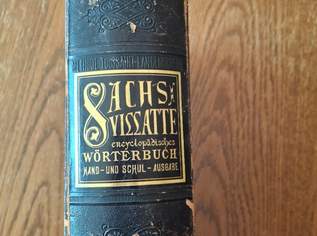 SACHS-
VILLATTE
encyclopädisches
WÖRTERBUCH
HAND- UND SCHUL-AUSGABE